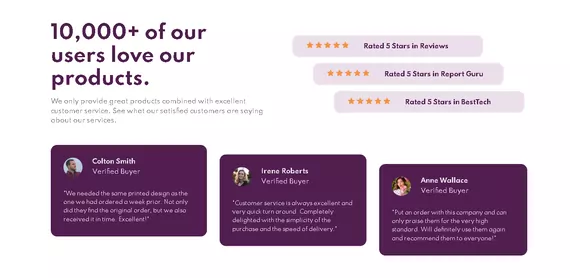 10,000+ of our
users love our
products.
We only provide great products combined with excellent
customer service. See what our satisfied customers are saying
about our services.
Rated 5 Stars in Reviews
Rated 5 Stars in Report Guru
Rated 5 Stars in BestTech
Colton Smith
Verified Buyer
"We needed the same printed design as the
one we had ordered a week prior. Not only
did they find the original order, but we also
received it in time. Excellent!"
Irene Roberts
Verified Buyer
"Customer service is always excellent and
very quick turn around. Completely
delighted with the simplicity of the
purchase and the speed of delivery."
Anne Wallace
Verified Buyer
"Put an order with this company and can
only praise them for the very high
standard. Will definitely use them again
and recommend them to everyone!"